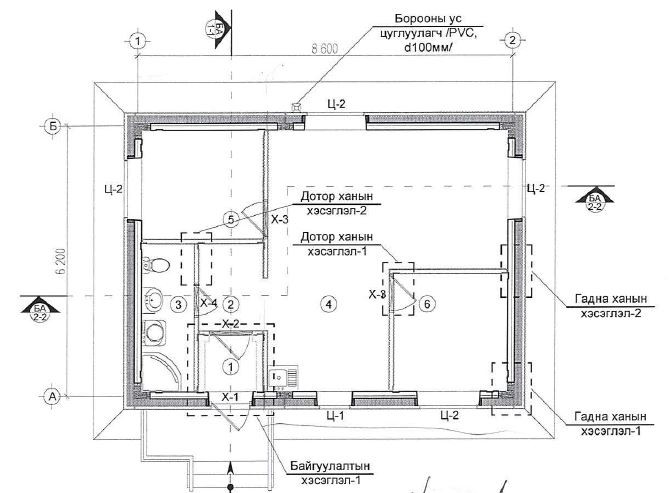 БА
1-1
1
8 600
2
Борооны ус
цуглуулагч /PVC,
d100мм/
Ц-2
Б
Ц-2
5
Х-3
Дотор ханын
хэсэглэл-2
Ц-2
БА
2-2
Дотор ханын
хэсэглэл-1
6 200
БА
2-2
3
Х-4
2
4
Х-3
6
Гадна ханын
хэсэглэл-2
Х-2
1
А
Х-1
Ц-1
Ц-2
Гадна ханын
хэсэглэл-1
Байгуулалтын
хэсэглэл-1